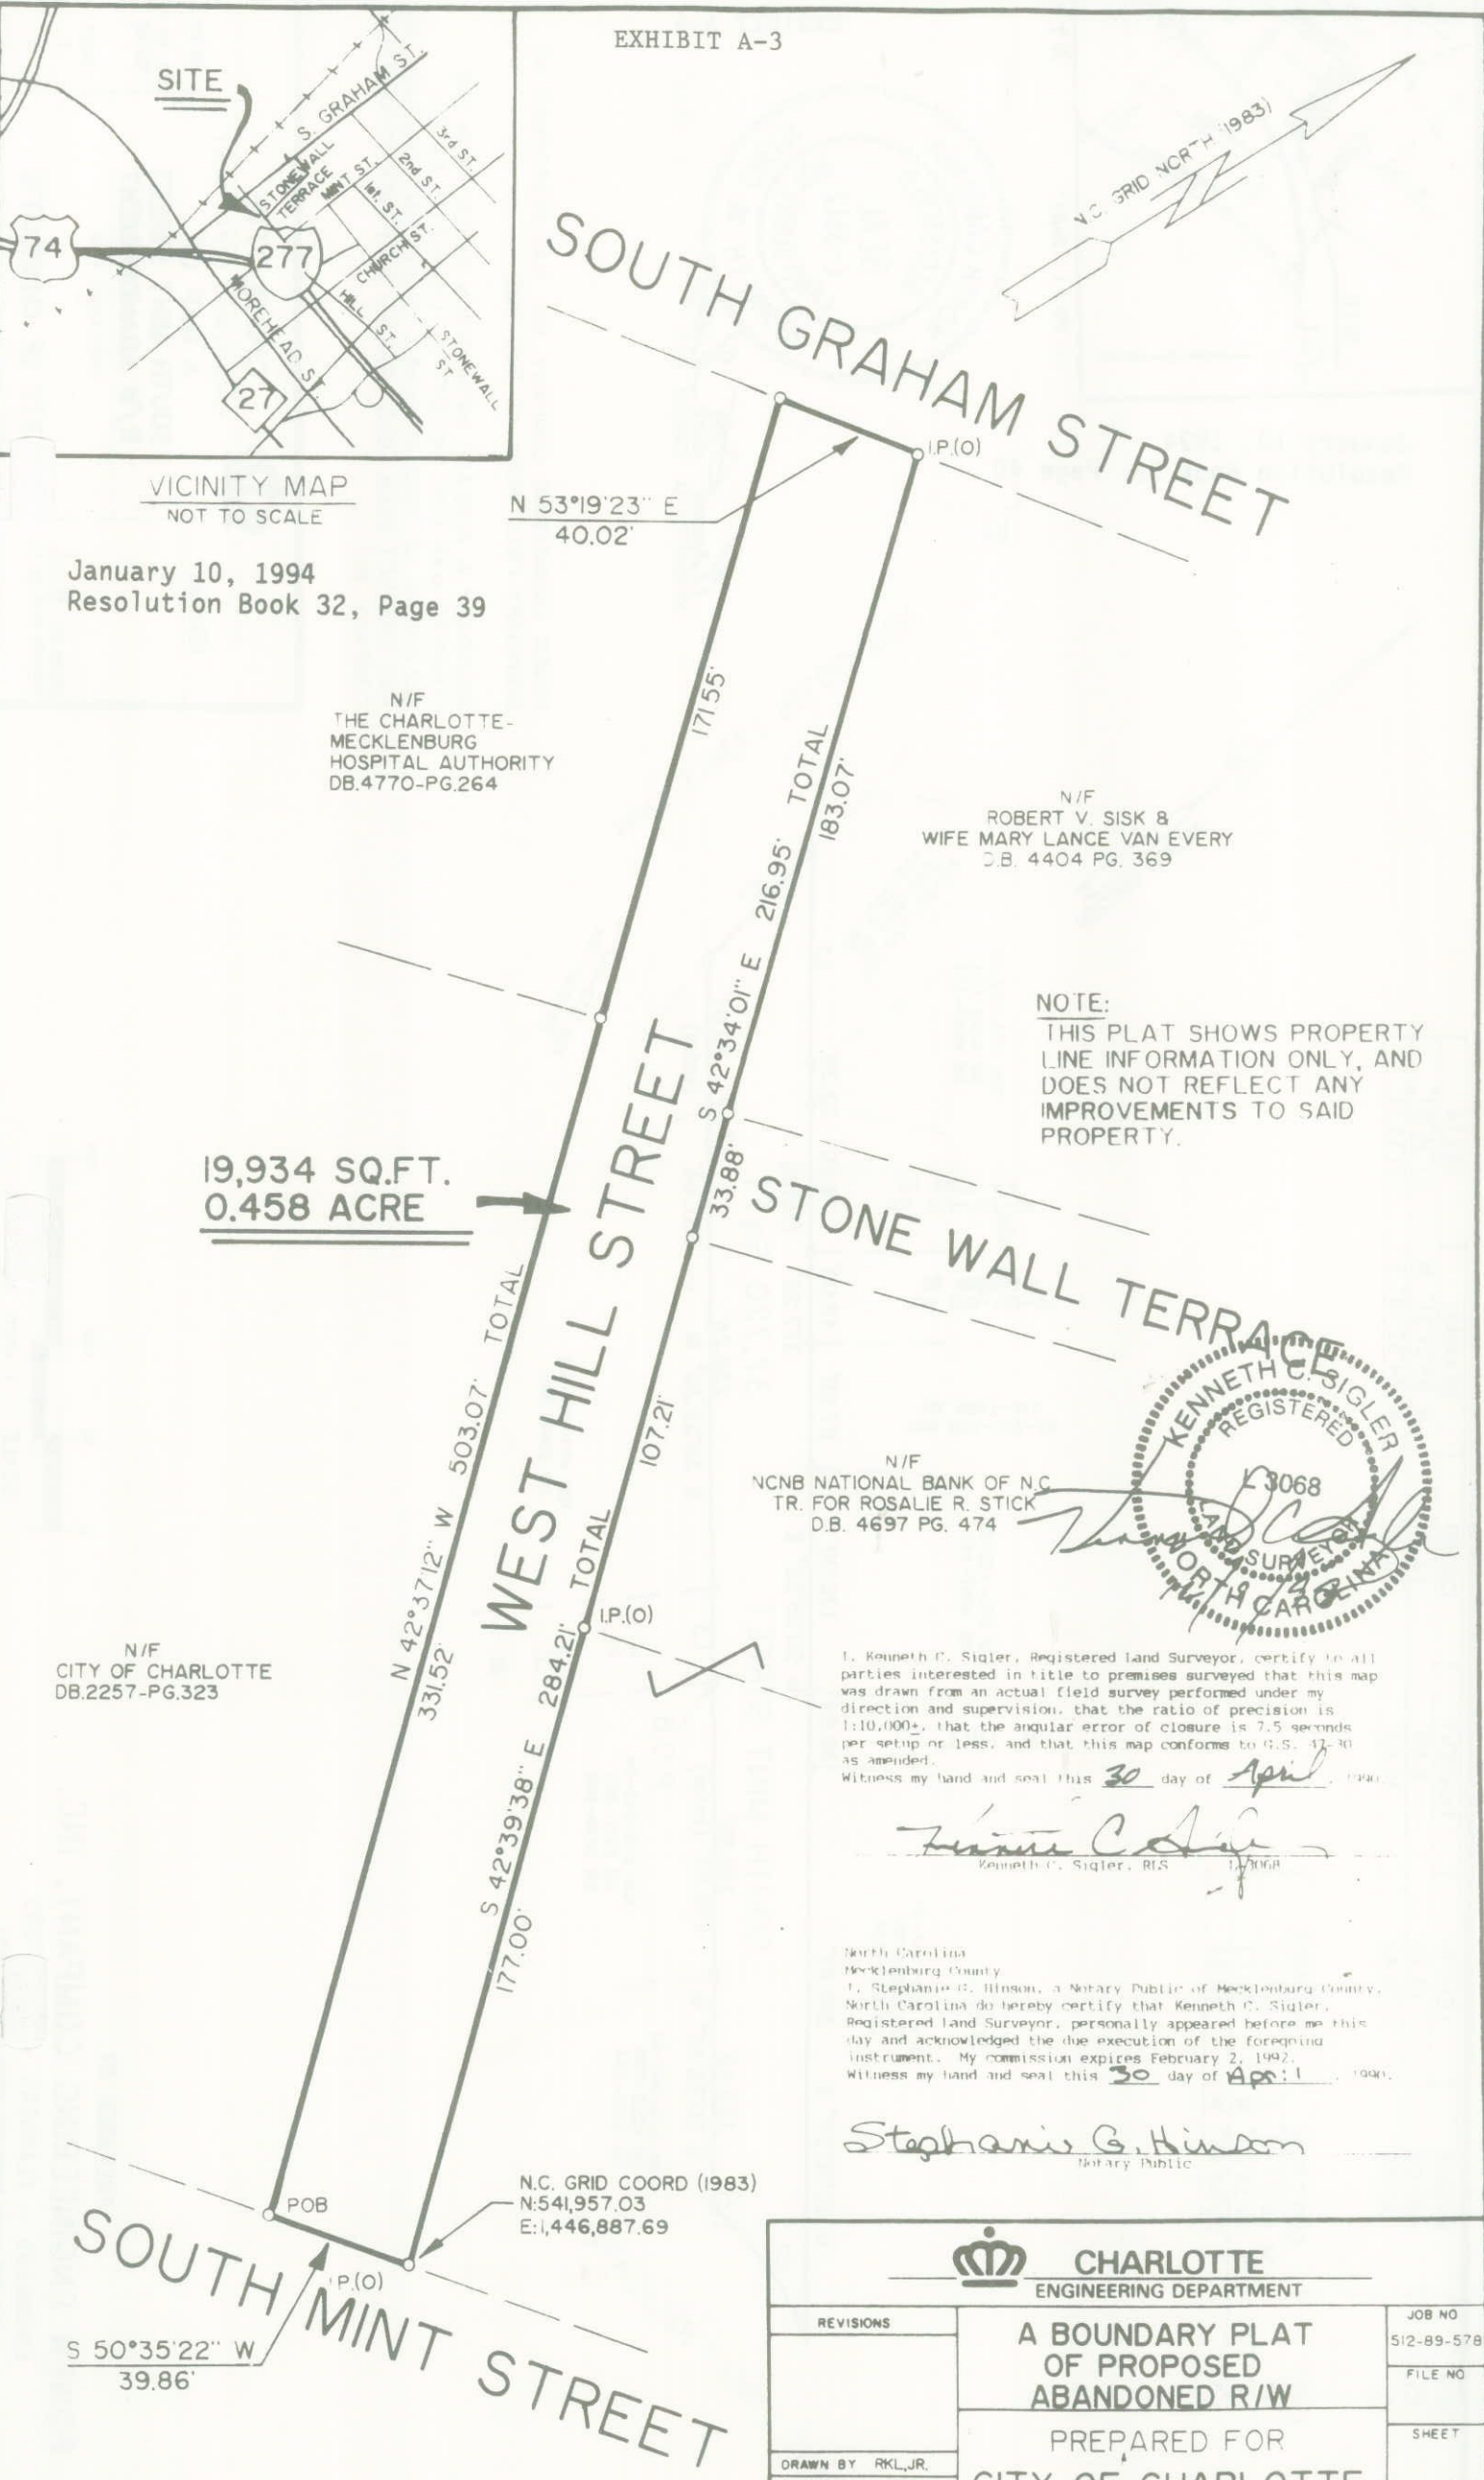 EXHIBIT A-3
SITE
S. GRAHAM ST.
STONEWALL
TERRACE
MINT ST.
3rd ST.
2nd ST.
1st. ST.
CHURCH ST.
HILL ST.
STONEWALL
ST
MOREHEAD ST.
74
277
27
VICINITY MAP
NOT TO SCALE
N.C. GRID NORTH (1983)
January 10, 1994
Resolution Book 32, Page 39
SOUTH GRAHAM STREET
I.P.(O)
N 53°19'23" E
40.02'
N/F
THE CHARLOTTE-
MECKLENBURG
HOSPITAL AUTHORITY
DB.4770-PG.264
171.55'
S 42°34'01" E 216.95' TOTAL
183.07'
N/F
ROBERT V. SISK &
WIFE MARY LANCE VAN EVERY
D.B. 4404 PG. 369
NOTE:
THIS PLAT SHOWS PROPERTY
LINE INFORMATION ONLY, AND
DOES NOT REFLECT ANY
IMPROVEMENTS TO SAID
PROPERTY.
19,934 SQ.FT.
0.458 ACRE
33.88'
STONE WALL TERRACE
WEST HILL STREET
N 42°37'12" W 503.07' TOTAL
331.52'
107.21'
I.P.(O)
S 42°39'38" E 284.21' TOTAL
177.00'
N/F
NCNB NATIONAL BANK OF N.C.
TR. FOR ROSALIE R. STICK
D.B. 4697 PG. 474
KENNETH C. SIGLER
REGISTERED
L-3068
LAND SURVEYOR
NORTH CAROLINA
N/F
CITY OF CHARLOTTE
DB.2257-PG.323
I, Kenneth C. Sigler, Registered Land Surveyor, certify to all
parties interested in title to premises surveyed that this map
was drawn from an actual field survey performed under my
direction and supervision, that the ratio of precision is
1:10,000+, that the angular error of closure is 7.5 seconds
per setup or less, and that this map conforms to G.S. 47-30
as amended.
Witness my hand and seal this 30 day of April, 1990.
Kenneth C. Sigler, RLS L-3068
North Carolina
Mecklenburg County
I, Stephanie G. Hinson, a Notary Public of Mecklenburg County,
North Carolina do hereby certify that Kenneth C. Sigler,
Registered Land Surveyor, personally appeared before me this
day and acknowledged the due execution of the foregoing
instrument. My commission expires February 2, 1992.
Witness my hand and seal this 30 day of April, 1990.
Stephanie G. Hinson
Notary Public
POB
N.C. GRID COORD (1983)
N:541,957.03
E:1,446,887.69
I.P.(O)
SOUTH MINT STREET
S 50°35'22" W
39.86'
CHARLOTTE
ENGINEERING DEPARTMENT
REVISIONS
A BOUNDARY PLAT
OF PROPOSED
ABANDONED R/W
JOB NO
512-89-578
FILE NO
SHEET
PREPARED FOR
DRAWN BY RKL,JR.
CITY OF CHARLOTTE